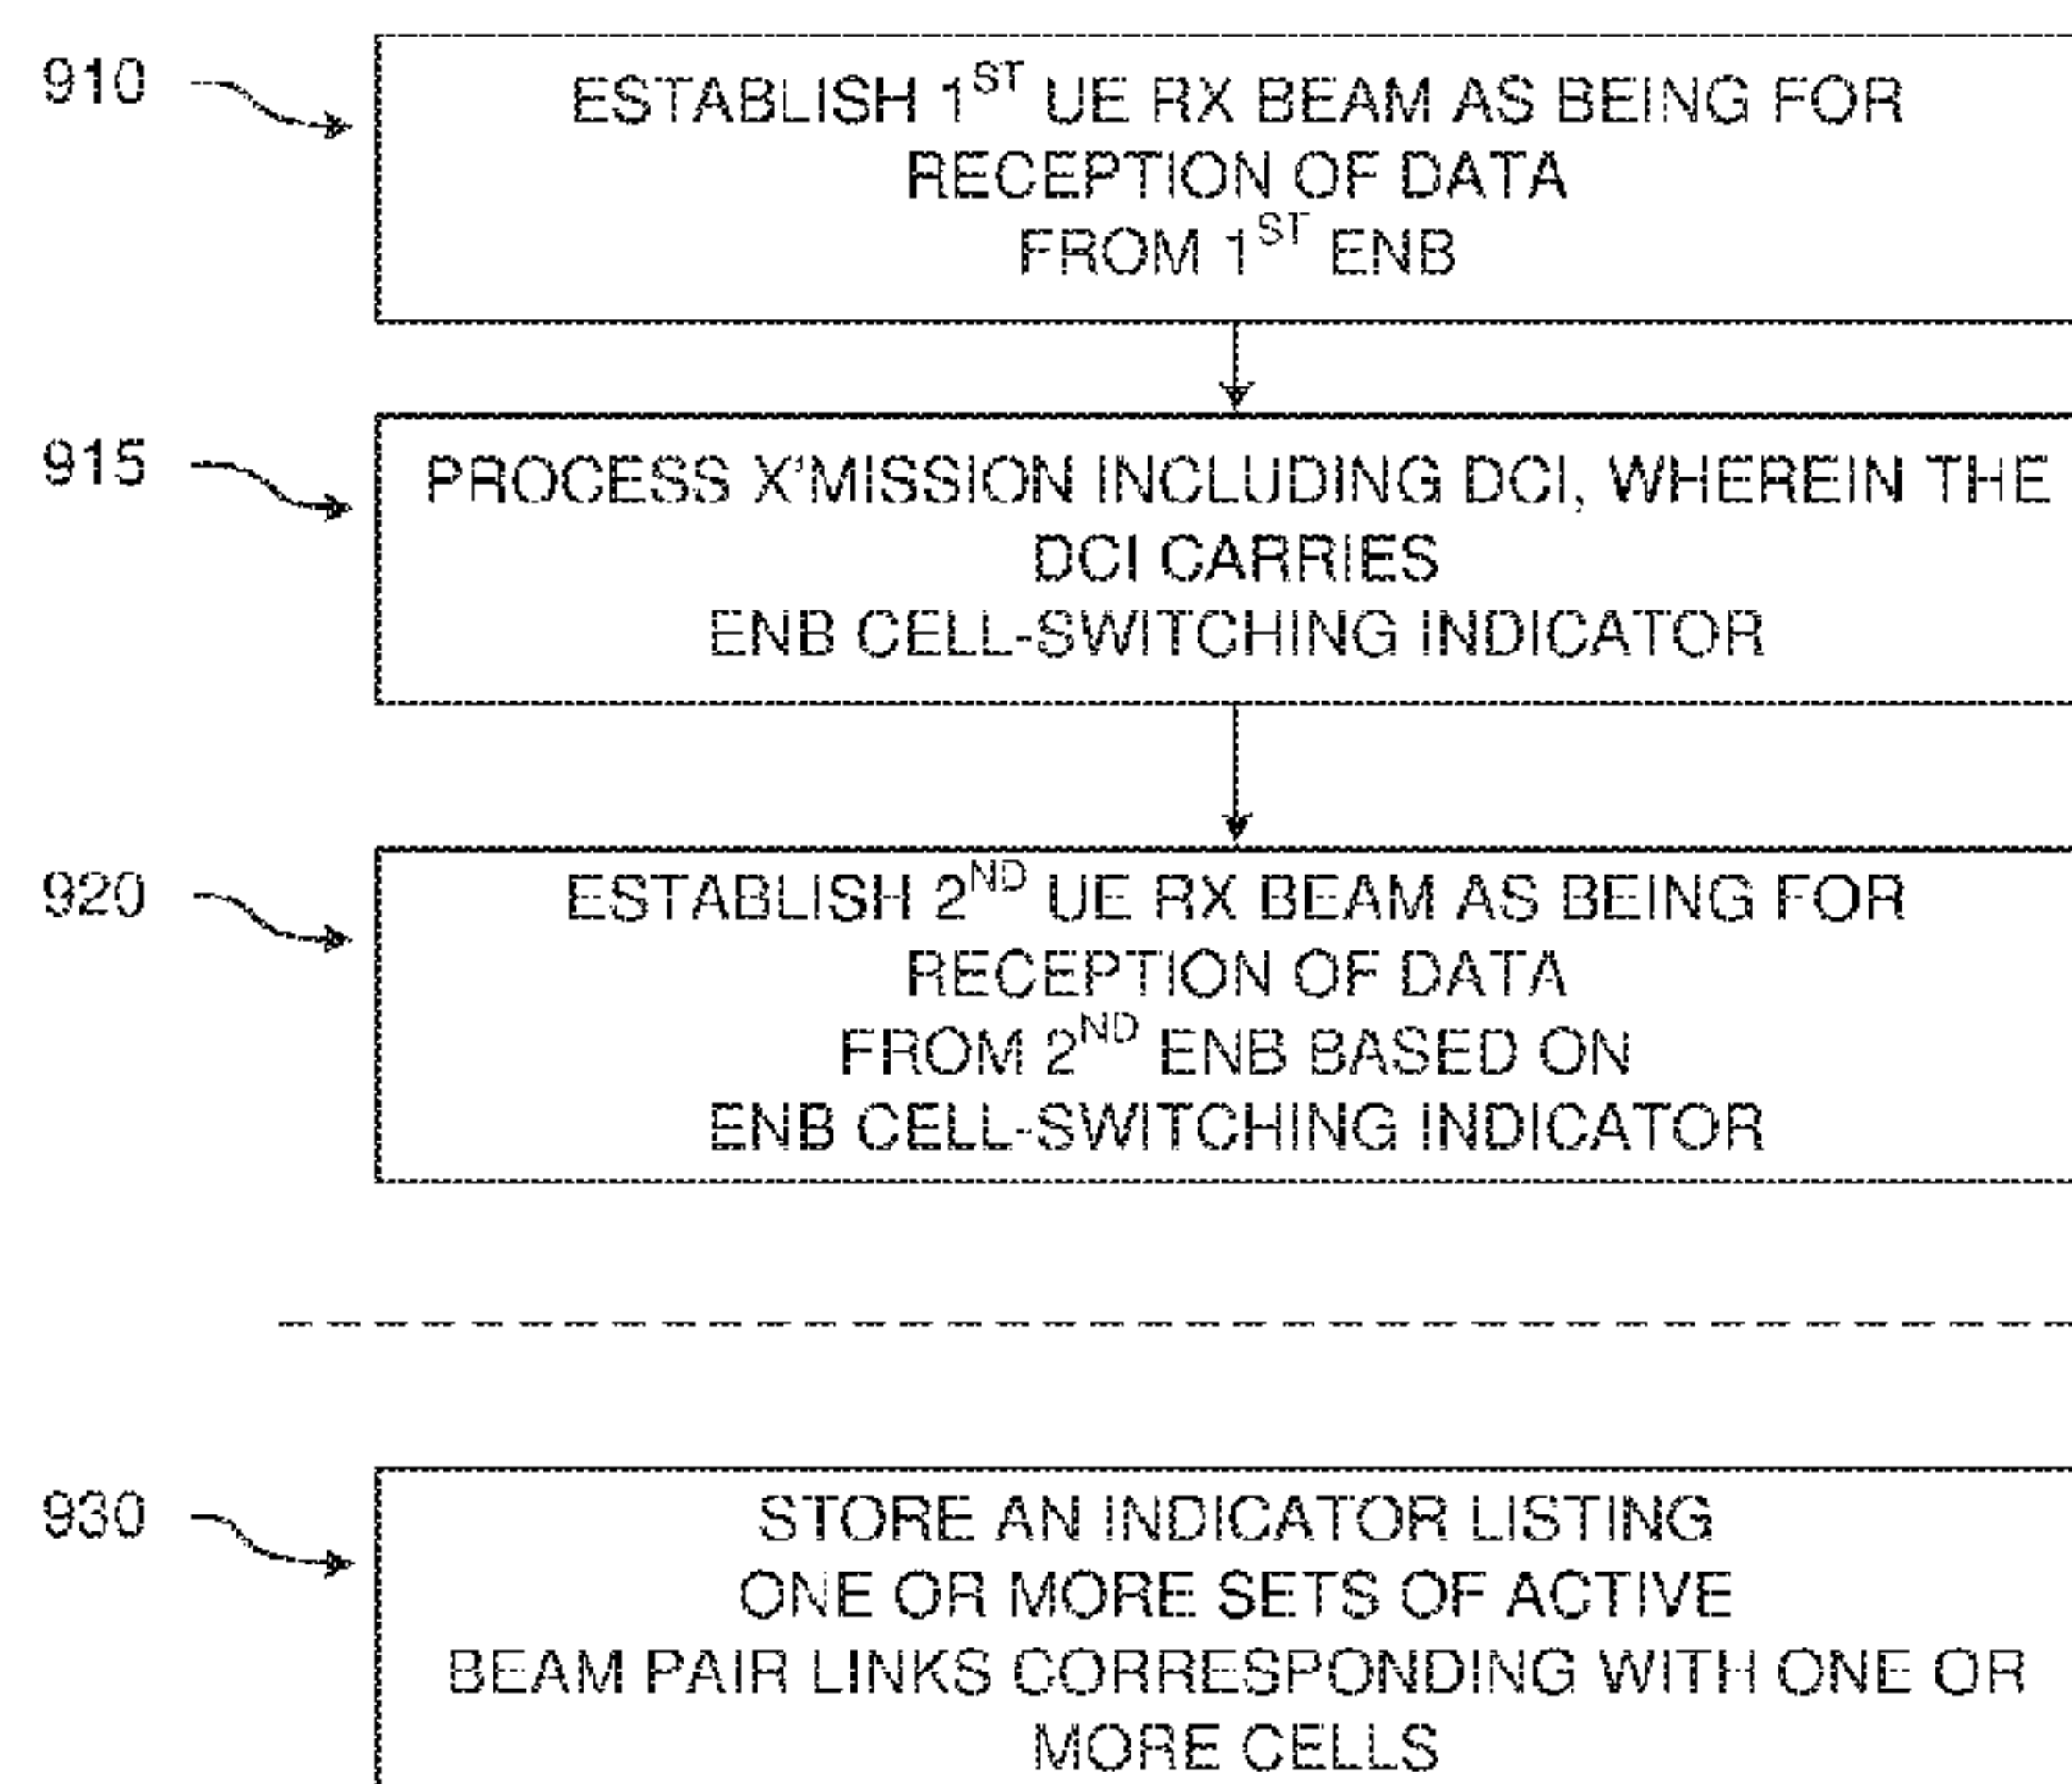 910
ESTABLISH 1ST UE RX BEAM AS BEING FOR
RECEPTION OF DATA
FROM 1ST ENB
915
PROCESS X'MISSION INCLUDING DCI, WHEREIN THE
DCI CARRIES
ENB CELL-SWITCHING INDICATOR
920
ESTABLISH 2ND UE RX BEAM AS BEING FOR
RECEPTION OF DATA
FROM 2ND ENB BASED ON
ENB CELL-SWITCHING INDICATOR
930
STORE AN INDICATOR LISTING
ONE OR MORE SETS OF ACTIVE
BEAM PAIR LINKS CORRESPONDING WITH ONE OR
MORE CELLS